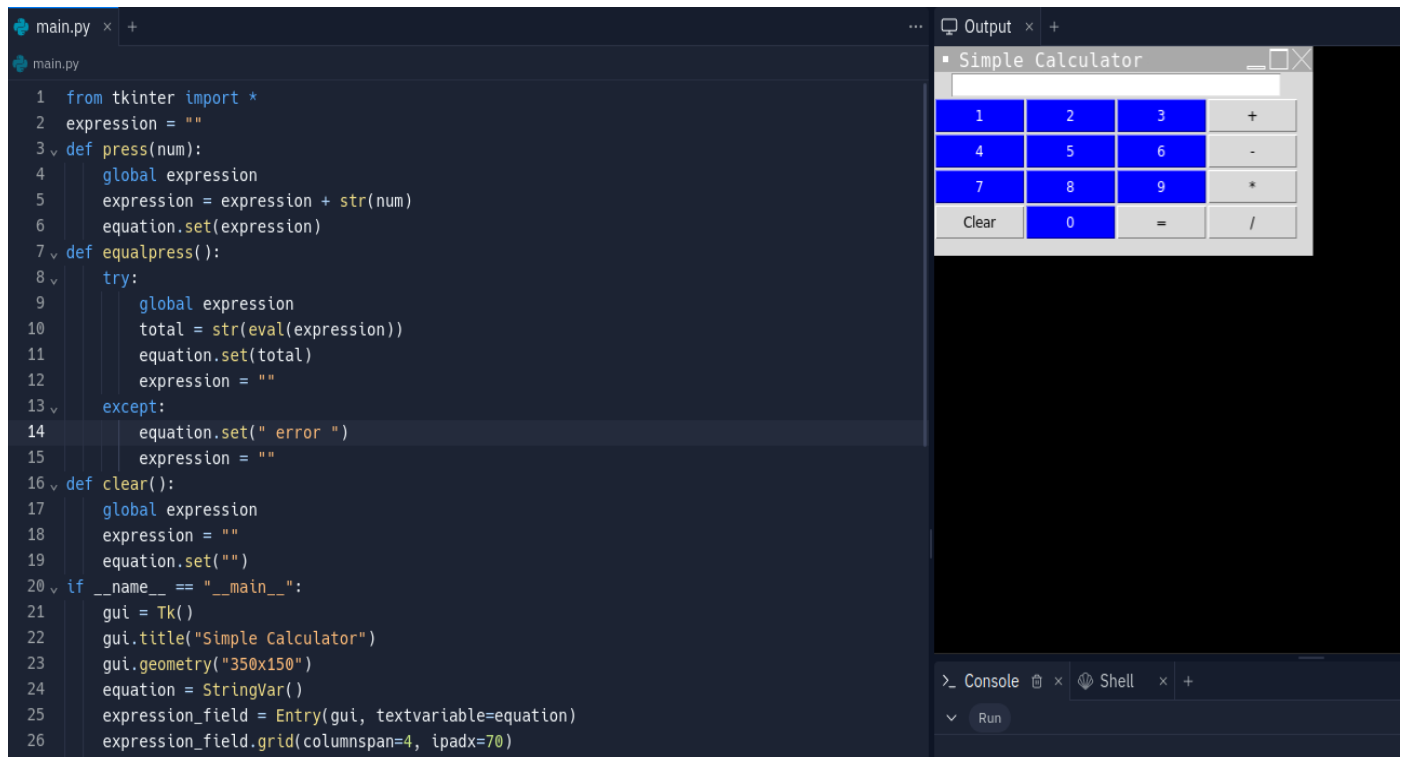 main.py × +
main.py
1 from tkinter import *
2 expression = ""
3 def press(num):
4     global expression
5     expression = expression + str(num)
6     equation.set(expression)
7 def equalpress():
8     try:
9         global expression
10         total = str(eval(expression))
11         equation.set(total)
12         expression = ""
13     except:
14         equation.set(" error ")
15         expression = ""
16 def clear():
17     global expression
18     expression = ""
19     equation.set("")
20 if __name__ == "__main__":
21     gui = Tk()
22     gui.title("Simple Calculator")
23     gui.geometry("350x150")
24     equation = StringVar()
25     expression_field = Entry(gui, textvariable=equation)
26     expression_field.grid(columnspan=4, ipadx=70)
Output × +
Simple Calculator
1 2 3 +
4 5 6 -
7 8 9 *
Clear 0 = /
Console × Shell × +
Run